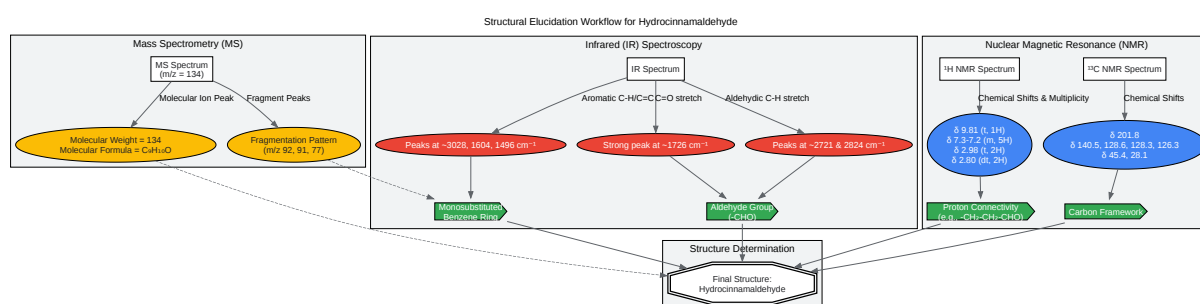 Structural Elucidation Workflow for Hydrocinnamaldehyde
Mass Spectrometry (MS)
MS Spectrum
(m/z = 134)
Molecular Ion Peak
Fragment Peaks
Molecular Weight = 134
Molecular Formula = C₉H₁₀O
Fragmentation Pattern
(m/z 92, 91, 77)
Infrared (IR) Spectroscopy
IR Spectrum
Aromatic C-H/C=C
C=O stretch
Aldehydic C-H stretch
Peaks at ~3028, 1604, 1496 cm⁻¹
Strong peak at ~1726 cm⁻¹
Peaks at ~2721 & 2824 cm⁻¹
Monosubstituted
Benzene Ring
Aldehyde Group
(-CHO)
Nuclear Magnetic Resonance (NMR)
¹H NMR Spectrum
¹³C NMR Spectrum
Chemical Shifts & Multiplicity
Chemical Shifts
δ 9.81 (t, 1H)
δ 7.3-7.2 (m, 5H)
δ 2.98 (t, 2H)
δ 2.80 (dt, 2H)
δ 201.8
δ 140.5, 128.6, 128.3, 126.3
δ 45.4, 28.1
Proton Connectivity
(e.g., -CH₂-CH₂-CHO)
Carbon Framework
Structure Determination
Final Structure:
Hydrocinnamaldehyde